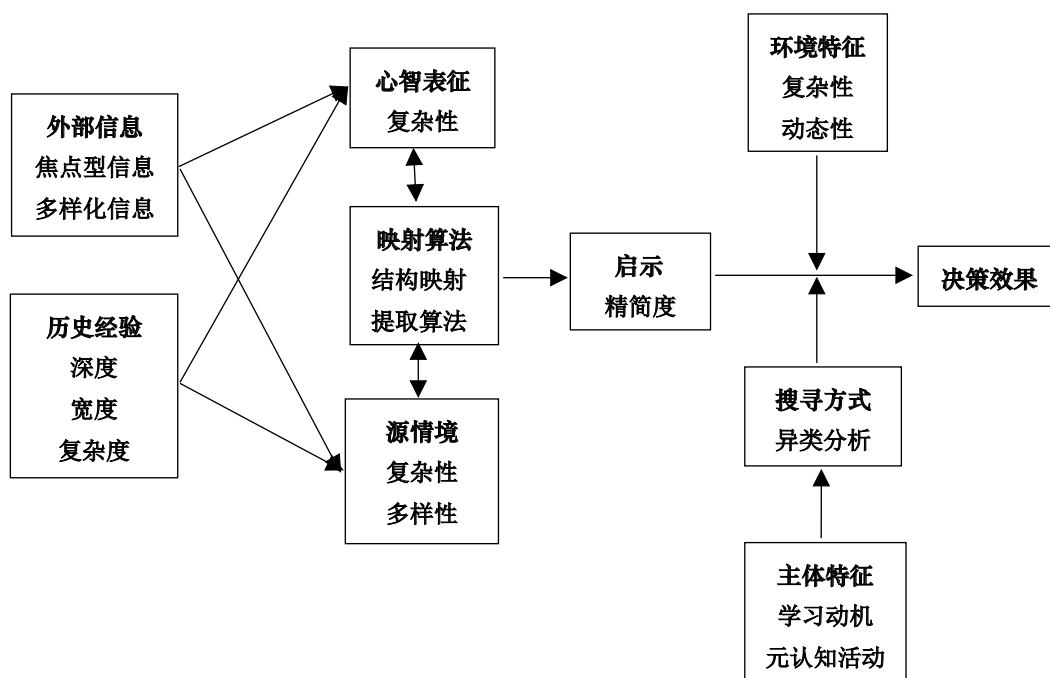 外部信息
焦点型信息
多样化信息
历史经验
深度
宽度
复杂度
心智表征
复杂性
映射算法
结构映射
提取算法
源情境
复杂性
多样性
启示
精简度
环境特征
复杂性
动态性
决策效果
搜寻方式
异类分析
主体特征
学习动机
元认知活动